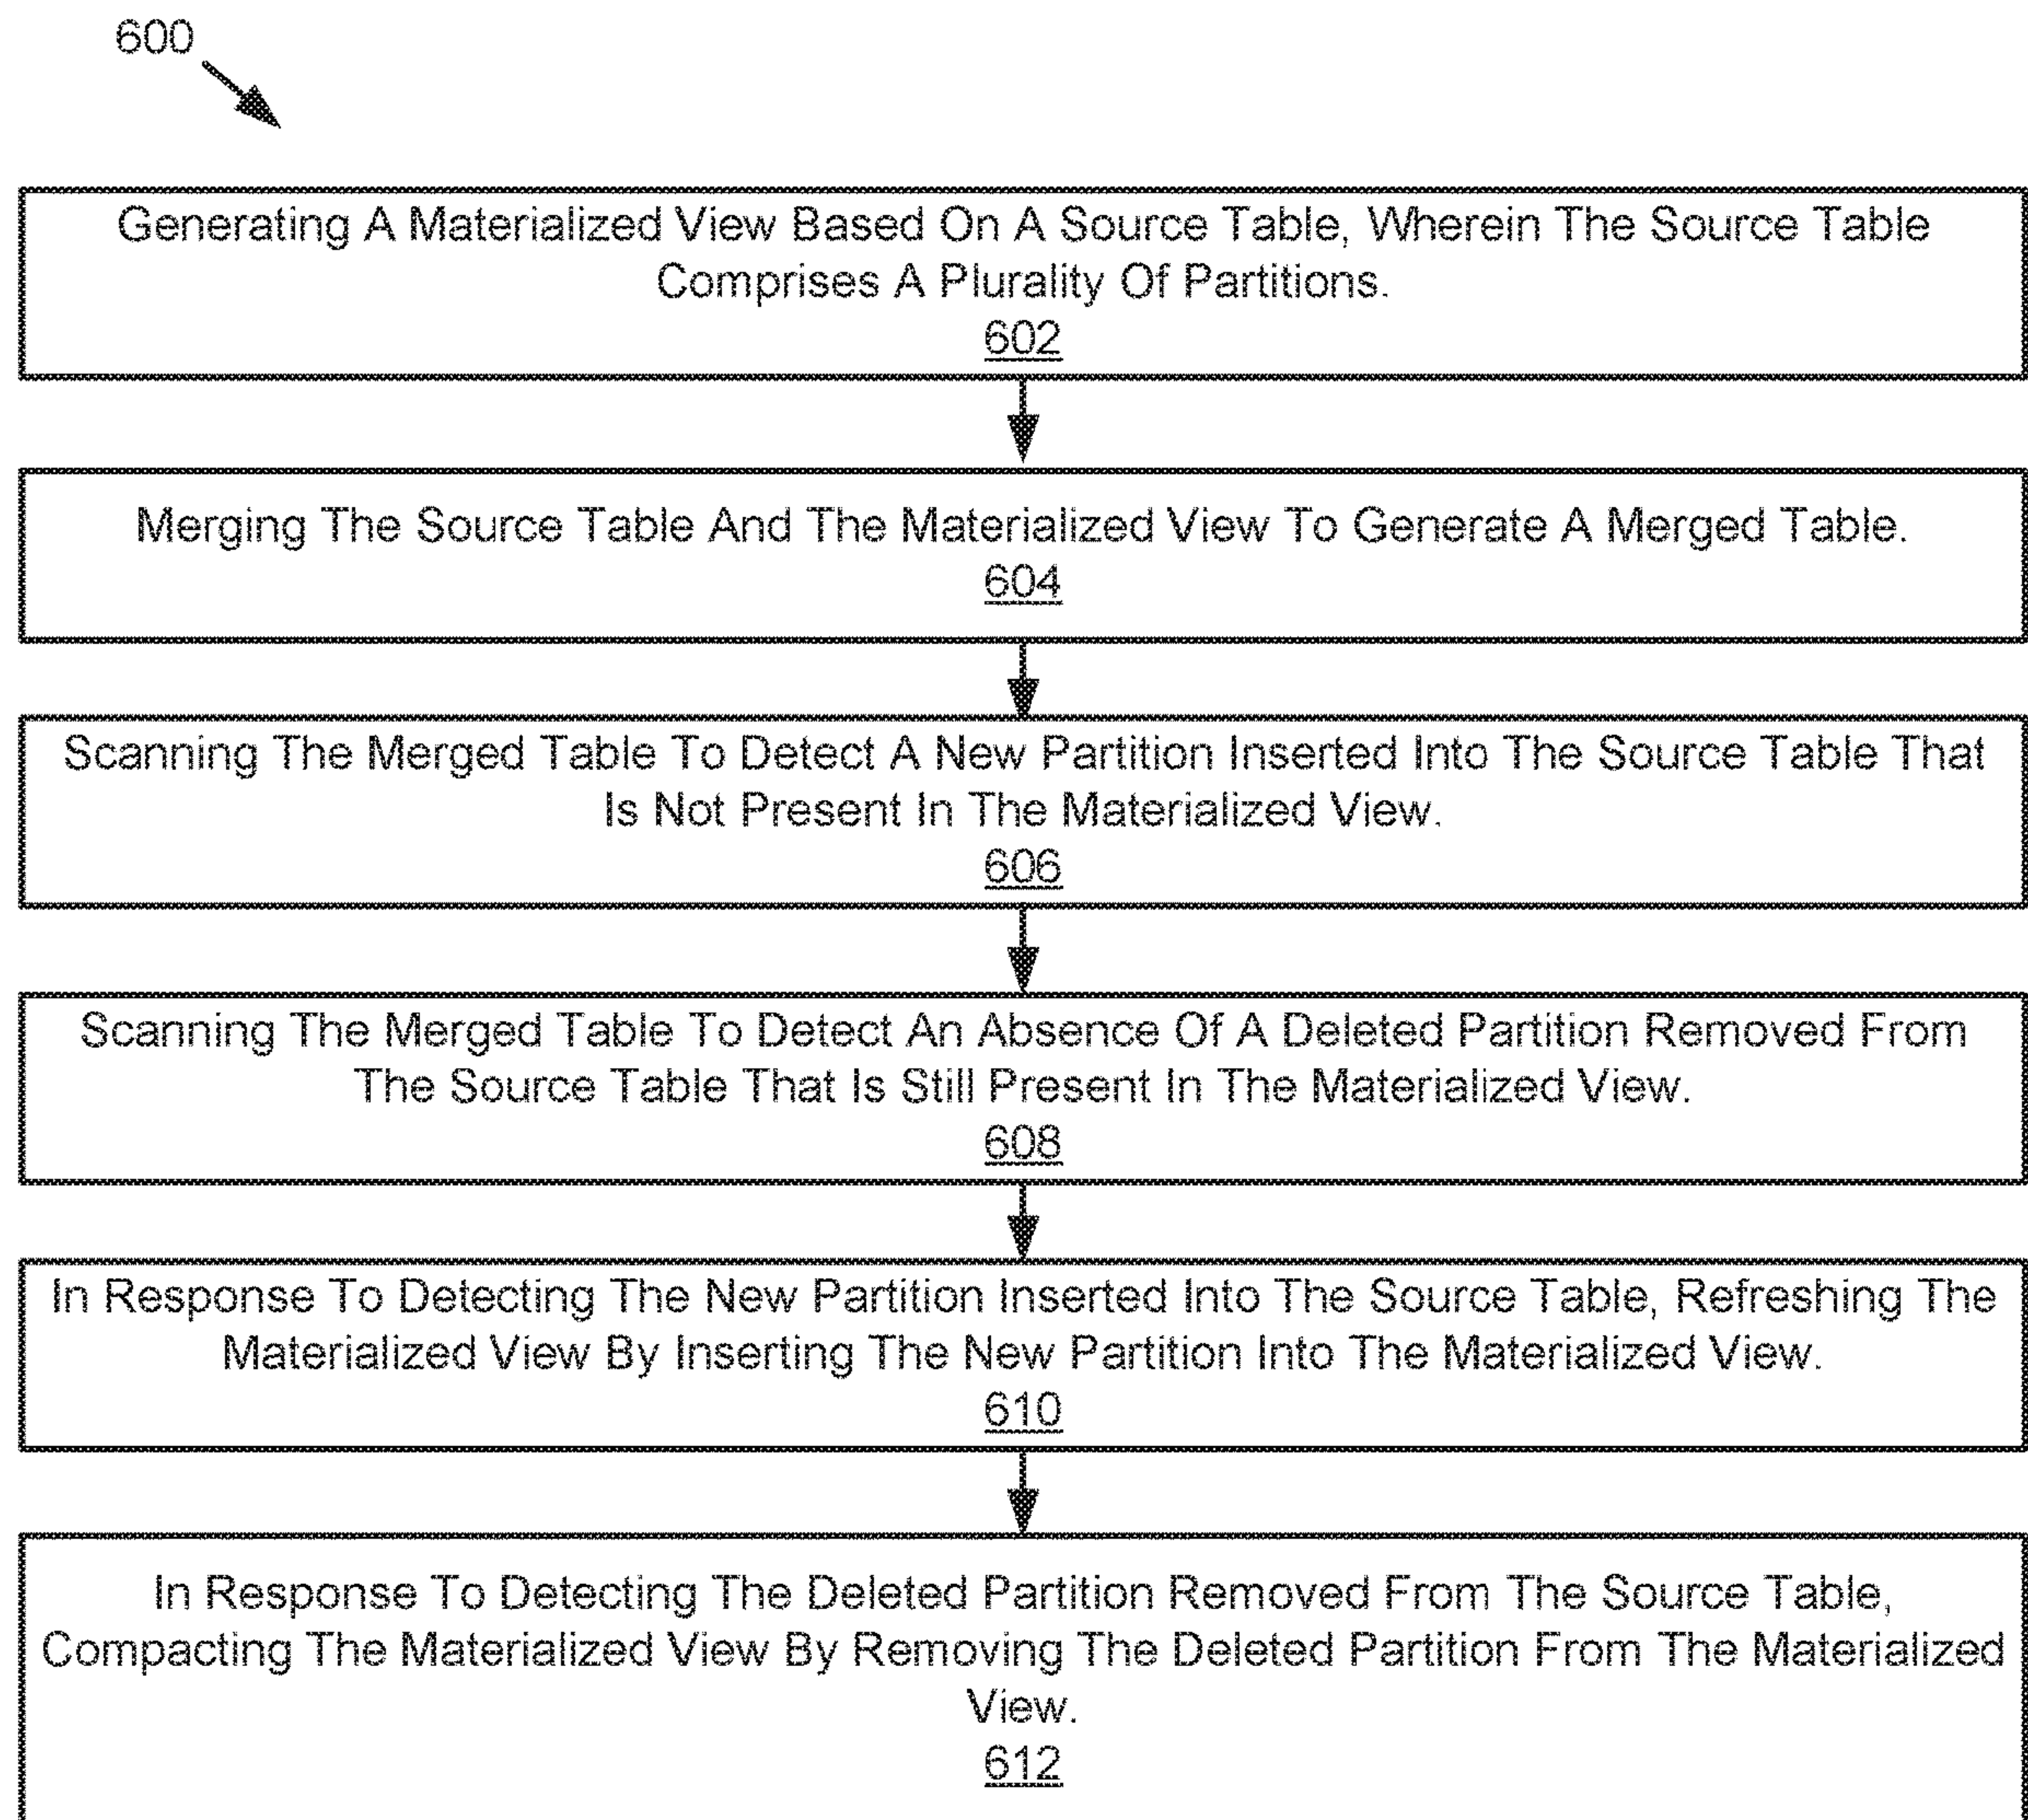 600
Generating A Materialized View Based On A Source Table, Wherein The Source Table
Comprises A Plurality Of Partitions.
602
Merging The Source Table And The Materialized View To Generate A Merged Table.
604
Scanning The Merged Table To Detect A New Partition Inserted Into The Source Table That
Is Not Present In The Materialized View.
606
Scanning The Merged Table To Detect An Absence Of A Deleted Partition Removed From
The Source Table That Is Still Present In The Materialized View.
608
In Response To Detecting The New Partition Inserted Into The Source Table, Refreshing The
Materialized View By Inserting The New Partition Into The Materialized View.
610
In Response To Detecting The Deleted Partition Removed From The Source Table,
Compacting The Materialized View By Removing The Deleted Partition From The Materialized
View.
612